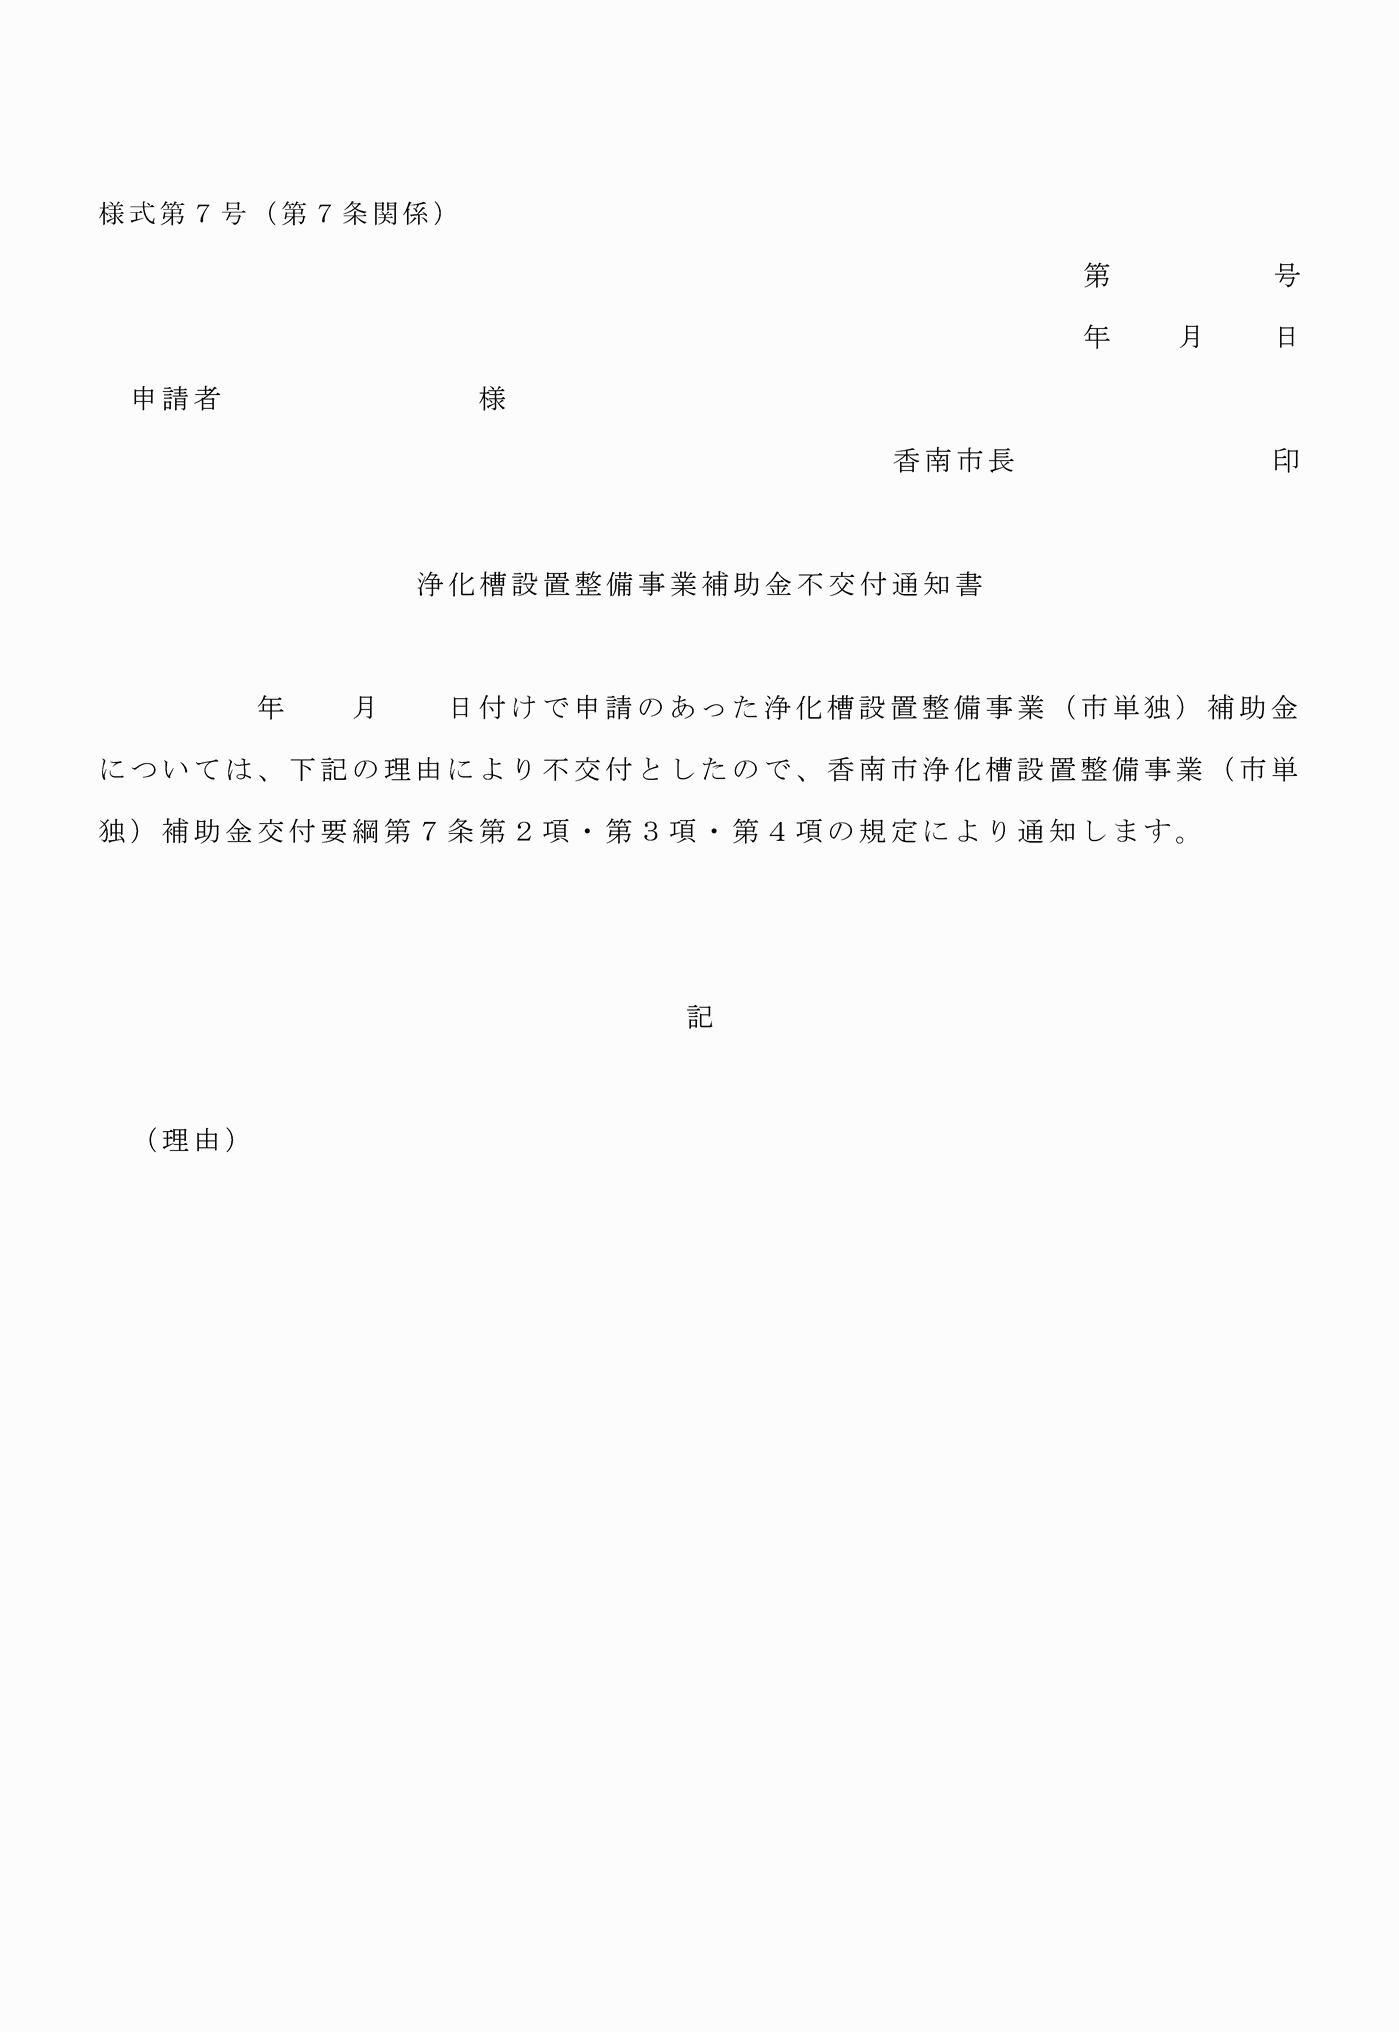 様式第７号（第７条関係）
第　　　　　号
年　　月　　日
申請者　　　　　　　　様
香南市長　　　　　　　　印
浄化槽設置整備事業補助金不交付通知書
年　　月　　日付けで申請のあった浄化槽設置整備事業（市単独）補助金
については、下記の理由により不交付としたので、香南市浄化槽設置整備事業（市単
独）補助金交付要綱第７条第２項・第３項・第４項の規定により通知します。
記
（理由）